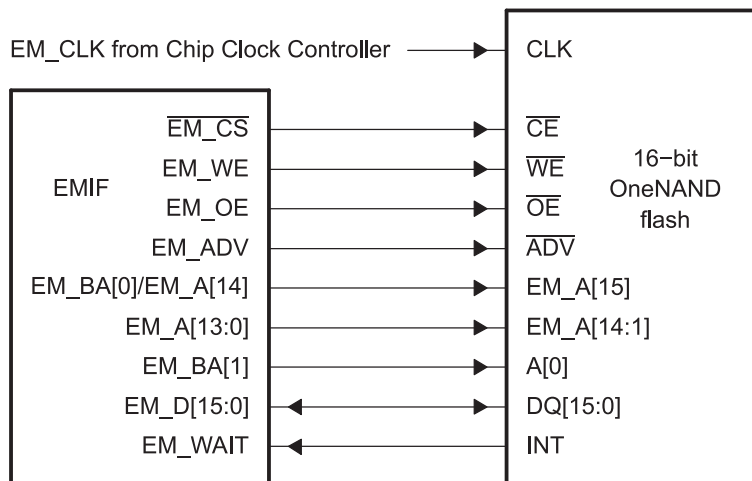 EM_CLK from Chip Clock Controller CLK
EM_CS CE
EM_WE WE
EM_OE OE
EM_ADV ADV
EMIF
16−bit
OneNAND
flash
EM_BA[0]/EM_A[14] EM_A[15]
EM_A[13:0] EM_A[14:1]
EM_BA[1] A[0]
EM_D[15:0] DQ[15:0]
EM_WAIT INT